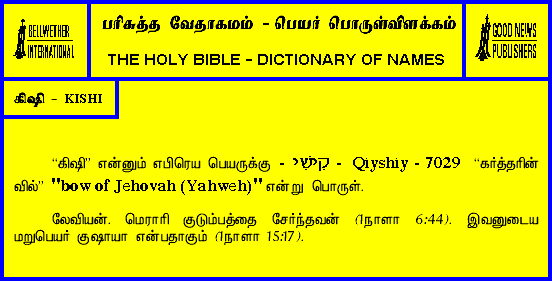 BELLWETHER
INTERNATIONAL
பரிசுத்த வேதாகமம் - பெயர் பொருள்விளக்கம்
THE HOLY BIBLE - DICTIONARY OF NAMES
GOOD NEWS
PUBLISHERS
கிஷி - KISHI
“கிஷி” என்னும் எபிரெய பெயருக்கு - קִישִׁי - Qiyshiy - 7029 “கர்த்தரின்
வில்” "bow of Jehovah (Yahweh)" என்று பொருள்.
லேவியன். மெராரி குடும்பத்தை சேர்ந்தவன் (1நாளா 6:44). இவனுடைய
மறுபெயர் குஷாயா என்பதாகும் (1நாளா 15:17).